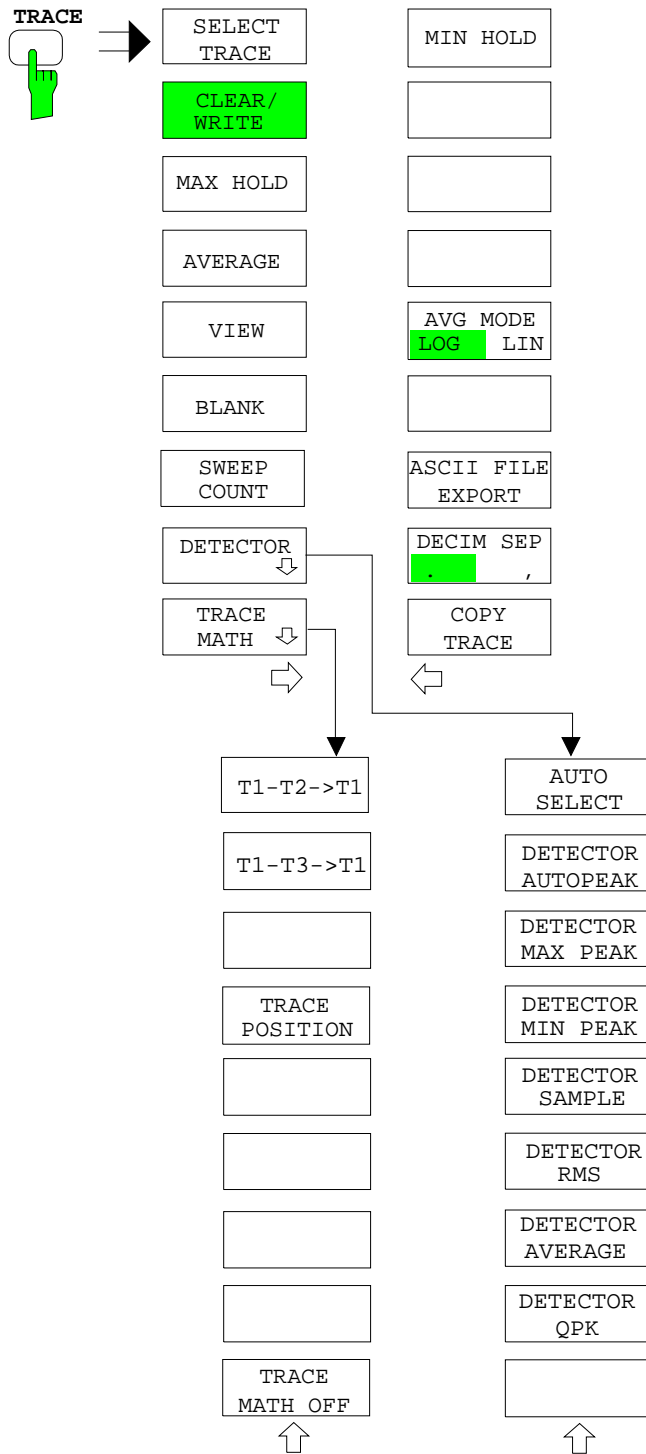 TRACE
SELECT
TRACE
CLEAR/
WRITE
MAX HOLD
AVERAGE
VIEW
BLANK
SWEEP
COUNT
DETECTOR
TRACE
MATH
MIN HOLD
AVG MODE
LOG LIN
ASCII FILE
EXPORT
DECIM SEP
. ,
COPY
TRACE
T1-T2->T1
T1-T3->T1
TRACE
POSITION
TRACE
MATH OFF
AUTO
SELECT
DETECTOR
AUTOPEAK
DETECTOR
MAX PEAK
DETECTOR
MIN PEAK
DETECTOR
SAMPLE
DETECTOR
RMS
DETECTOR
AVERAGE
DETECTOR
QPK